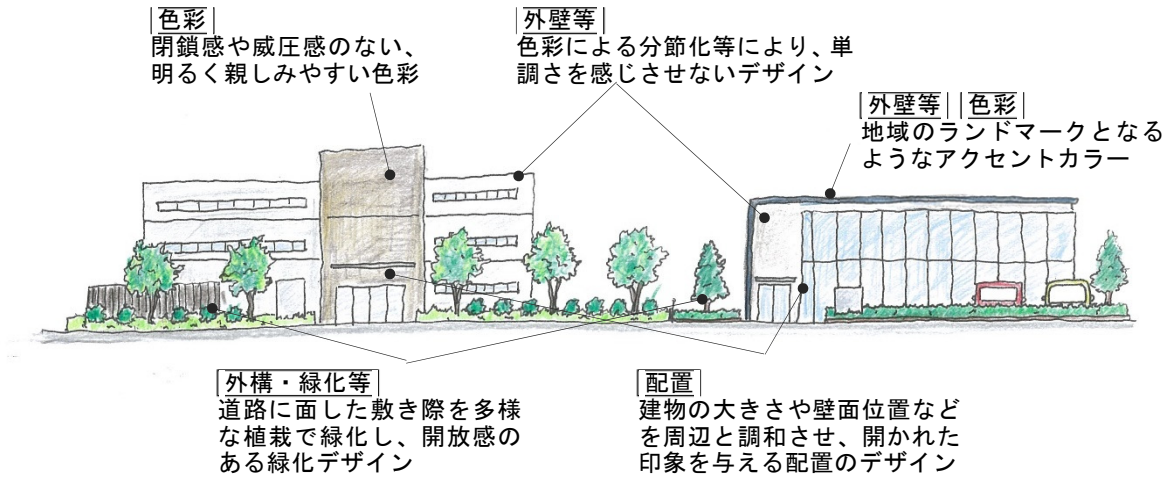 色彩
閉鎖感や威圧感のない、
明るく親しみやすい色彩
外壁等
色彩による分節化等により、単
調さを感じさせないデザイン
外壁等 色彩
地域のランドマークとなる
ようなアクセントカラー
外構・緑化等
道路に面した敷き際を多様
な植栽で緑化し、開放感の
ある緑化デザイン
配置
建物の大きさや壁面位置など
を周辺と調和させ、開かれた
印象を与える配置のデザイン